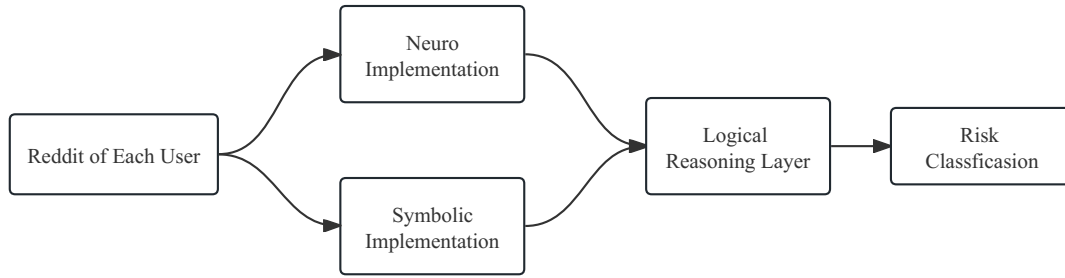 Reddit of Each User
Neuro
Implementation
Symbolic
Implementation
Logical
Reasoning Layer
Risk
Classficasion